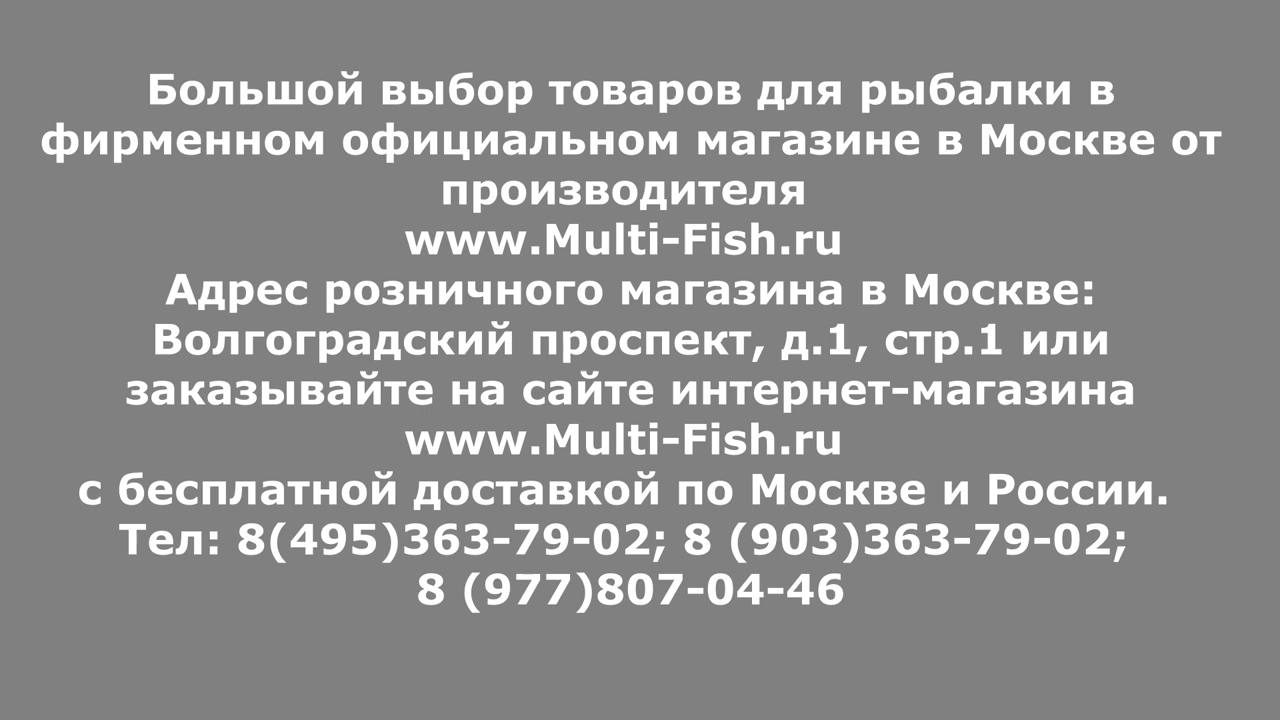 Большой выбор товаров для рыбалки в
фирменном официальном магазине в Москве от
производителя
www.Multi-Fish.ru
Адрес розничного магазина в Москве:
Волгоградский проспект, д.1, стр.1 или
заказывайте на сайте интернет-магазина
www.Multi-Fish.ru
с бесплатной доставкой по Москве и России.
Тел: 8(495)363-79-02; 8 (903)363-79-02;
8 (977)807-04-46